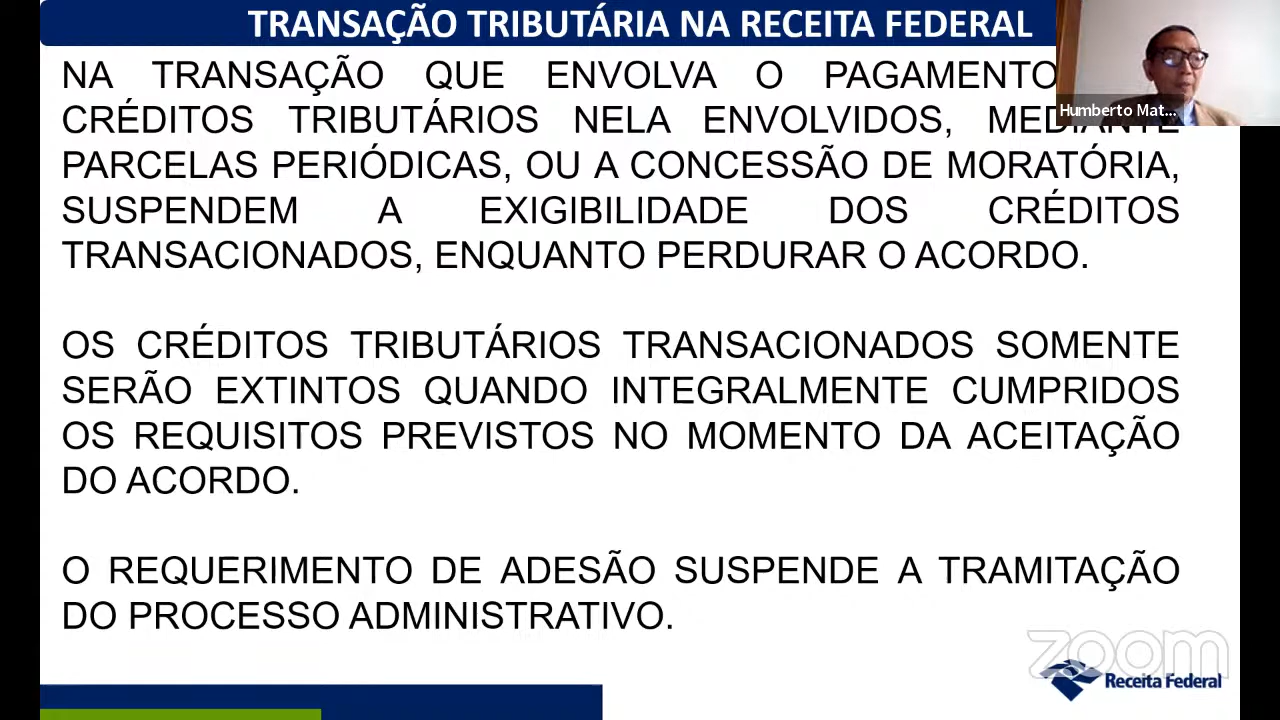 TRANSAÇÃO TRIBUTÁRIA NA RECEITA FEDERAL
NA TRANSAÇÃO QUE ENVOLVA O PAGAMENTO
CRÉDITOS TRIBUTÁRIOS NELA ENVOLVIDOS, MEDIANTE
PARCELAS PERIÓDICAS, OU A CONCESSÃO DE MORATÓRIA,
SUSPENDEM A EXIGIBILIDADE DOS CRÉDITOS
TRANSACIONADOS, ENQUANTO PERDURAR O ACORDO.
OS CRÉDITOS TRIBUTÁRIOS TRANSACIONADOS SOMENTE
SERÃO EXTINTOS QUANDO INTEGRALMENTE CUMPRIDOS
OS REQUISITOS PREVISTOS NO MOMENTO DA ACEITAÇÃO
DO ACORDO.
O REQUERIMENTO DE ADESÃO SUSPENDE A TRAMITAÇÃO
DO PROCESSO ADMINISTRATIVO.
Humberto Mat...
zoom
Receita Federal